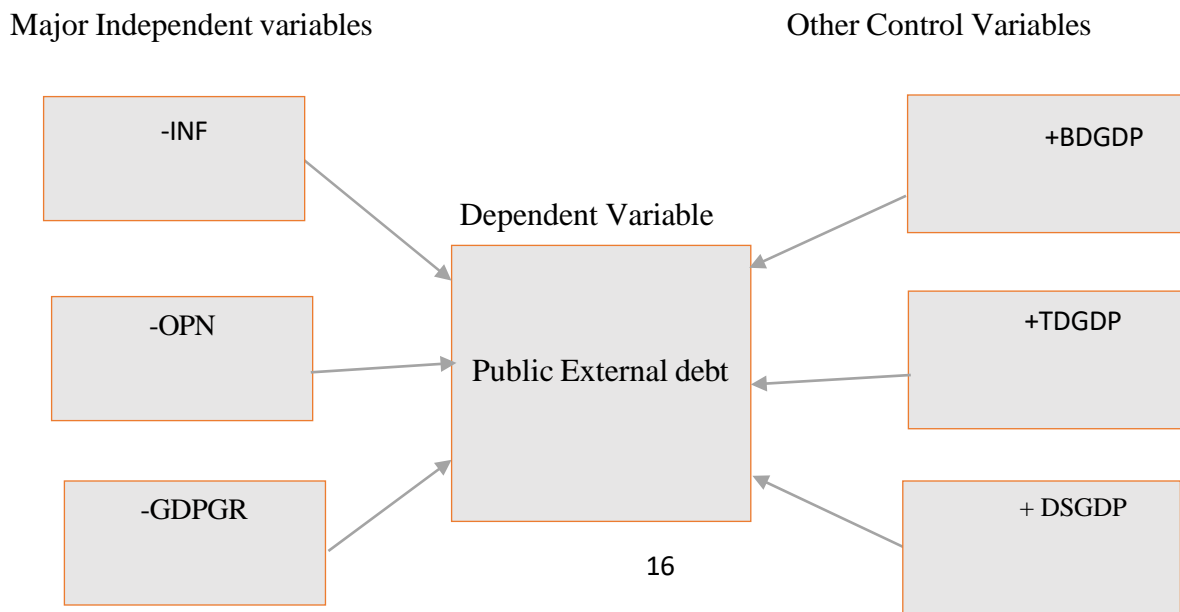 Major Independent variables
Other Control Variables
-INF
+BDGDP
Dependent Variable
-OPN
+TDGDP
Public External debt
-GDPGR
+ DSGDP
16